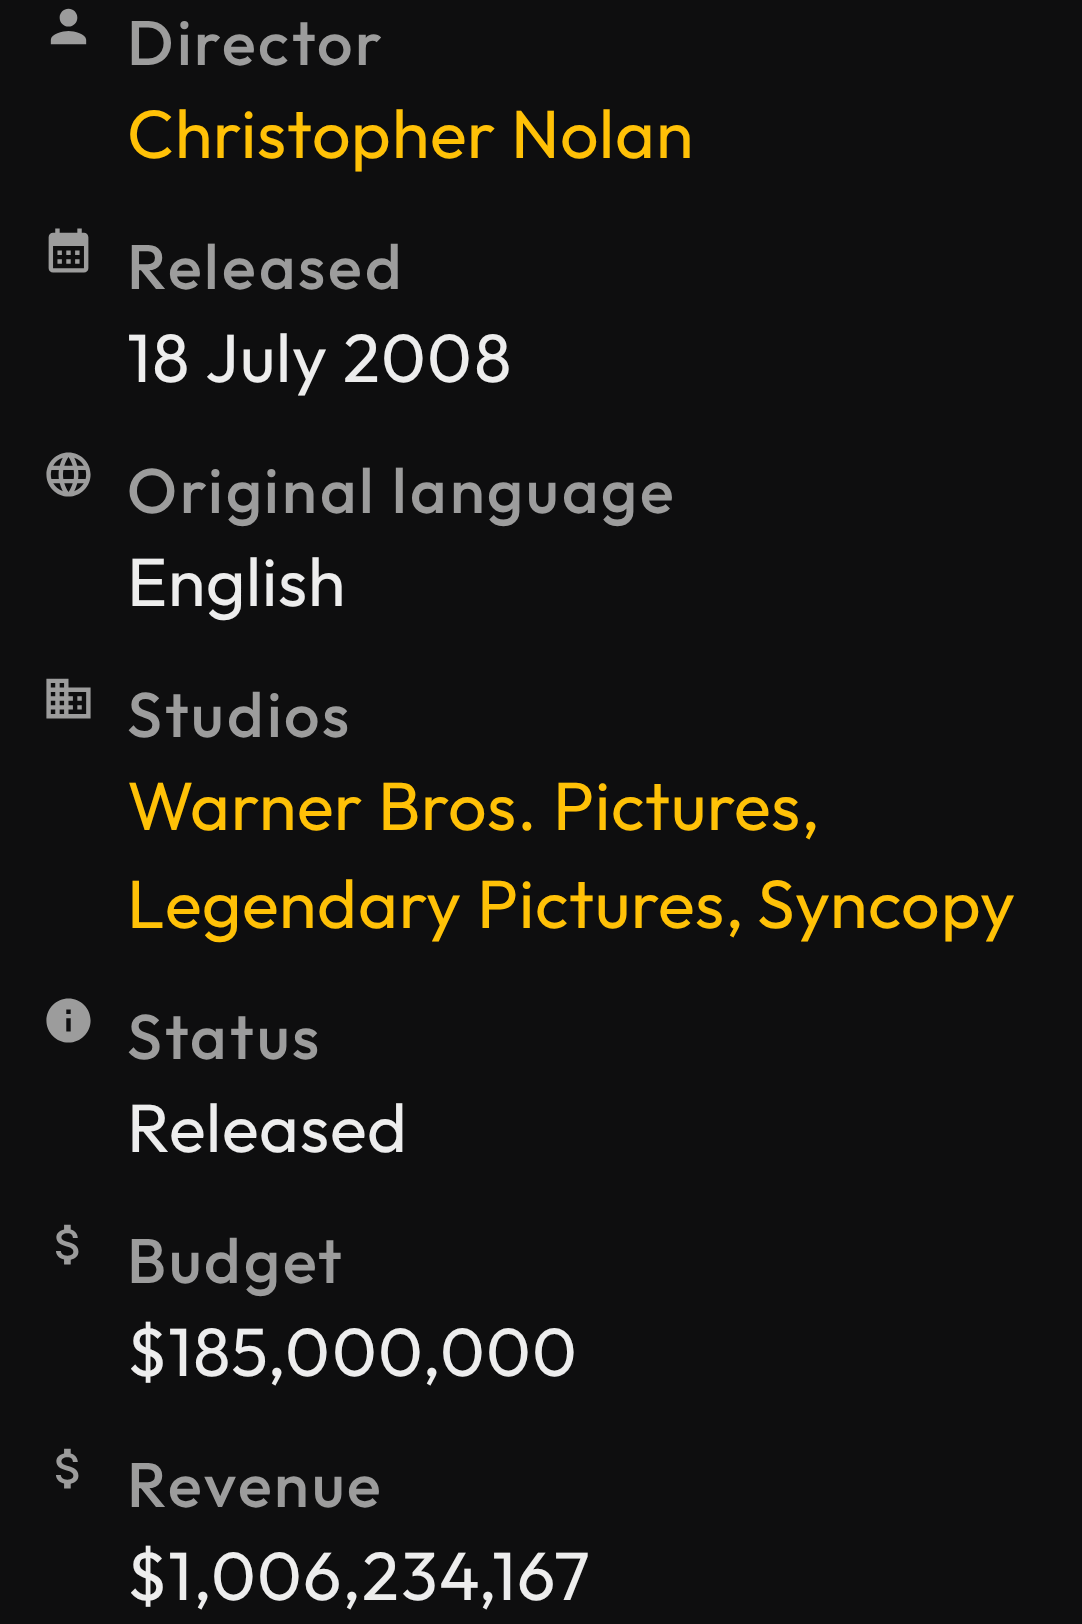 Director
Christopher Nolan
Released
18 July 2008
Original language
English
Studios
Warner Bros. Pictures,
Legendary Pictures, Syncopy
Status
Released
$ Budget
$185,000,000
$ Revenue
$1,006,234,167